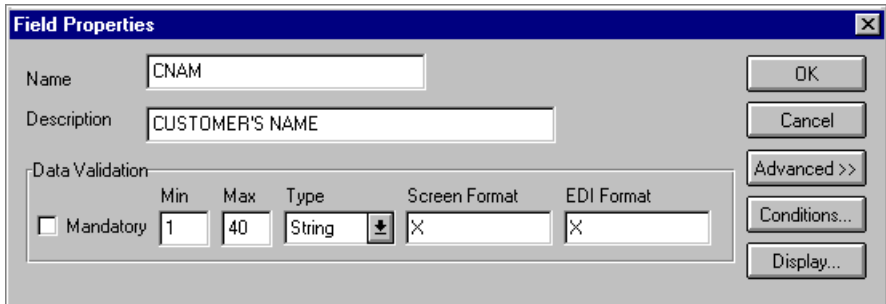 Field Properties
Name CNAM OK
Description CUSTOMER'S NAME Cancel
Data Validation Advanced >>
Min Max Type Screen Format EDI Format
Mandatory 1 40 String X X Conditions...
Display...